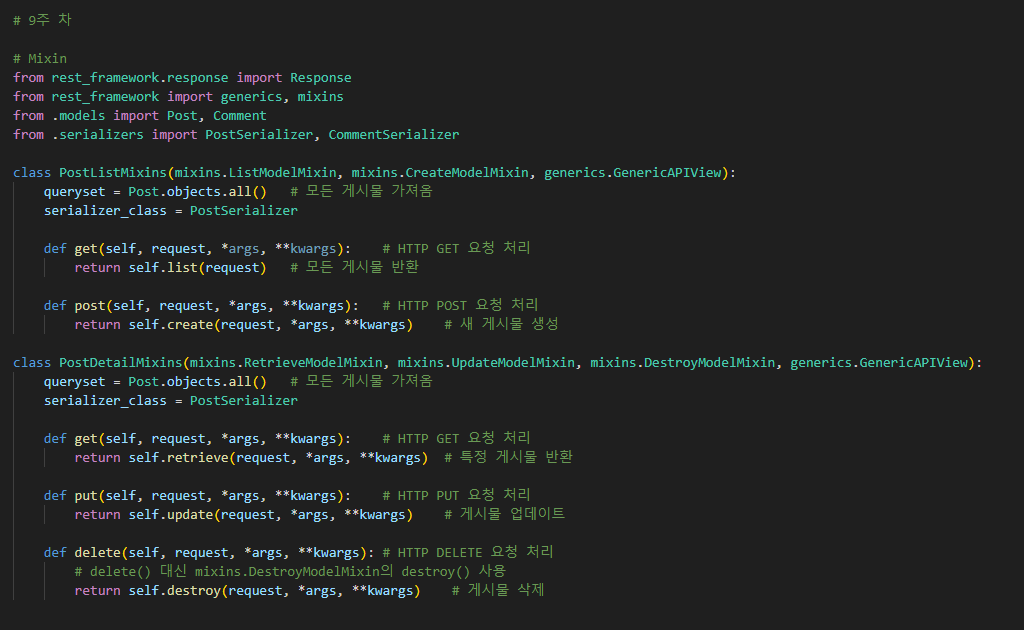 # 9주 차
# Mixin
from rest_framework.response import Response
from rest_framework import generics, mixins
from .models import Post, Comment
from .serializers import PostSerializer, CommentSerializer
class PostListMixins(mixins.ListModelMixin, mixins.CreateModelMixin, generics.GenericAPIView):
    queryset = Post.objects.all()   # 모든 게시물 가져옴
    serializer_class = PostSerializer
    def get(self, request, *args, **kwargs):    # HTTP GET 요청 처리
        return self.list(request)   # 모든 게시물 반환
    def post(self, request, *args, **kwargs):   # HTTP POST 요청 처리
        return self.create(request, *args, **kwargs)    # 새 게시물 생성
class PostDetailMixins(mixins.RetrieveModelMixin, mixins.UpdateModelMixin, mixins.DestroyModelMixin, generics.GenericAPIView):
    queryset = Post.objects.all()   # 모든 게시물 가져옴
    serializer_class = PostSerializer
    def get(self, request, *args, **kwargs):    # HTTP GET 요청 처리
        return self.retrieve(request, *args, **kwargs)  # 특정 게시물 반환
    def put(self, request, *args, **kwargs):    # HTTP PUT 요청 처리
        return self.update(request, *args, **kwargs)    # 게시물 업데이트
    def delete(self, request, *args, **kwargs): # HTTP DELETE 요청 처리
        # delete() 대신 mixins.DestroyModelMixin의 destroy() 사용
        return self.destroy(request, *args, **kwargs)    # 게시물 삭제